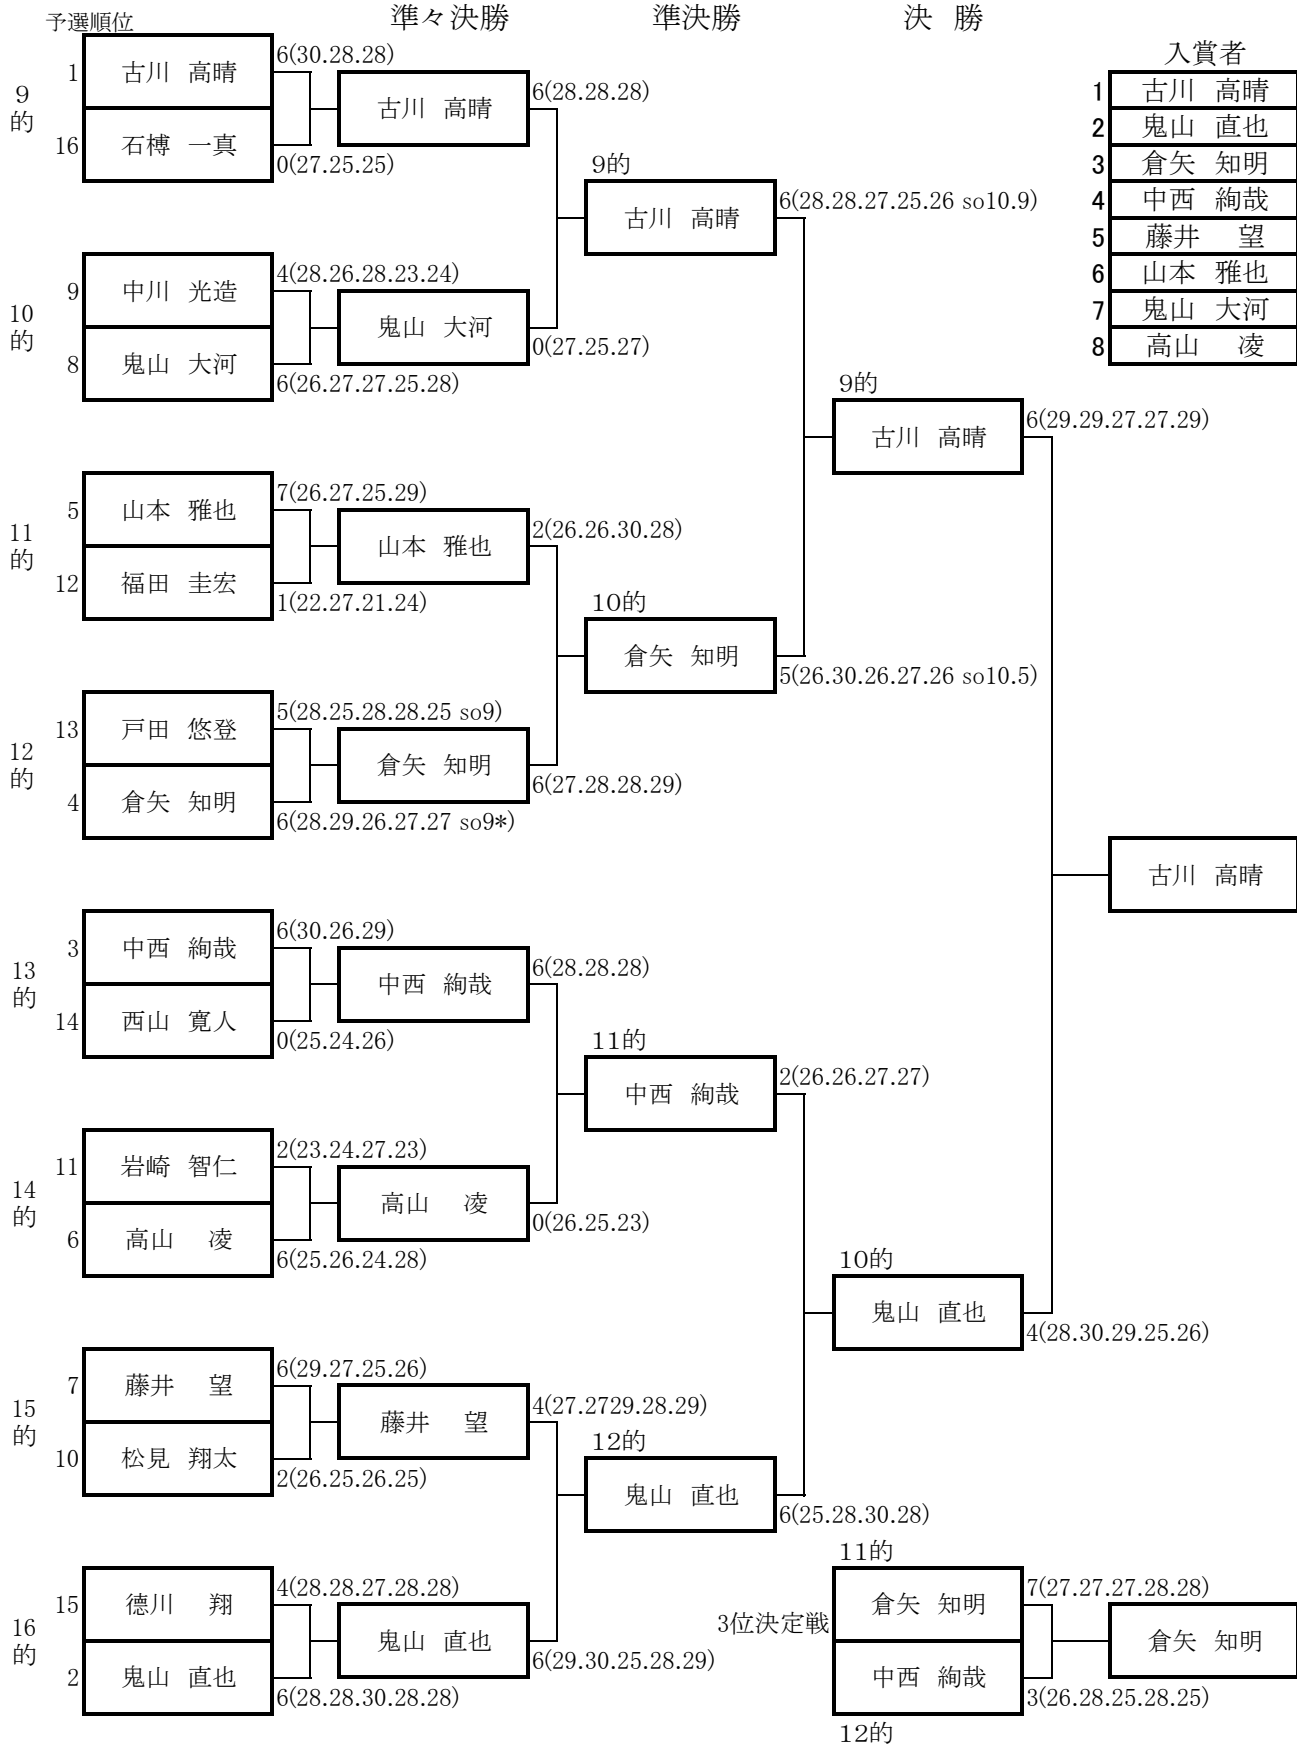 予選順位
準々決勝
準決勝
決 勝
9的
1
古川 高晴
6(30.28.28)
16
石榑 一真
0(27.25.25)
古川 高晴
6(28.28.28)
10的
9
中川 光造
4(28.26.28.23.24)
8
鬼山 大河
6(26.27.27.25.28)
鬼山 大河
0(27.25.27)
9的
古川 高晴
6(28.28.27.25.26 so10.9)
11的
5
山本 雅也
7(26.27.25.29)
12
福田 圭宏
1(22.27.21.24)
山本 雅也
2(26.26.30.28)
12的
13
戸田 悠登
5(28.25.28.28.25 so9)
4
倉矢 知明
6(28.29.26.27.27 so9*)
倉矢 知明
6(27.28.28.29)
10的
倉矢 知明
5(26.30.26.27.26 so10.5)
9的
古川 高晴
6(29.29.27.27.29)
13的
3
中西 絢哉
6(30.26.29)
14
西山 寛人
0(25.24.26)
中西 絢哉
6(28.28.28)
14的
11
岩崎 智仁
2(23.24.27.23)
6
高山 凌
6(25.26.24.28)
高山 凌
0(26.25.23)
11的
中西 絢哉
2(26.26.27.27)
15的
7
藤井 望
6(29.27.25.26)
10
松見 翔太
2(26.25.26.25)
藤井 望
4(27.2729.28.29)
16的
15
徳川 翔
4(28.28.27.28.28)
2
鬼山 直也
6(28.28.30.28.28)
鬼山 直也
6(29.30.25.28.29)
12的
鬼山 直也
6(25.28.30.28)
10的
鬼山 直也
4(28.30.29.25.26)
古川 高晴
3位決定戦
11的
倉矢 知明
7(27.27.27.28.28)
中西 絢哉
3(26.28.25.28.25)
12的
倉矢 知明
入賞者
1 古川 高晴
2 鬼山 直也
3 倉矢 知明
4 中西 絢哉
5 藤井 望
6 山本 雅也
7 鬼山 大河
8 高山 凌